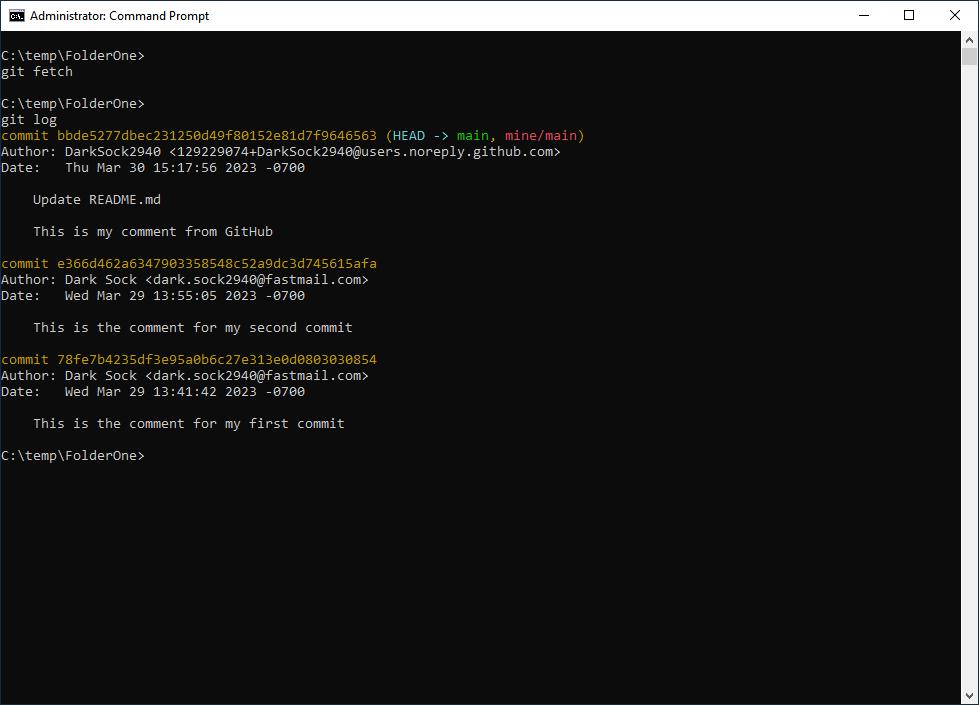 Administrator: Command Prompt
C:\temp\FolderOne>
git fetch
C:\temp\FolderOne>
git log
commit bbde5277dbec231250d49f80152e81d7f9646563 (HEAD -> main, mine/main)
Author: DarkSock2940 <129229074+DarkSock2940@users.noreply.github.com>
Date:   Thu Mar 30 15:17:56 2023 -0700
    Update README.md
    This is my comment from GitHub
commit e366d462a6347903358548c52a9dc3d745615afa
Author: Dark Sock <dark.sock2940@fastmail.com>
Date:   Wed Mar 29 13:55:05 2023 -0700
    This is the comment for my second commit
commit 78fe7b4235df3e95a0b6c27e313e0d0803030854
Author: Dark Sock <dark.sock2940@fastmail.com>
Date:   Wed Mar 29 13:41:42 2023 -0700
    This is the comment for my first commit
C:\temp\FolderOne>